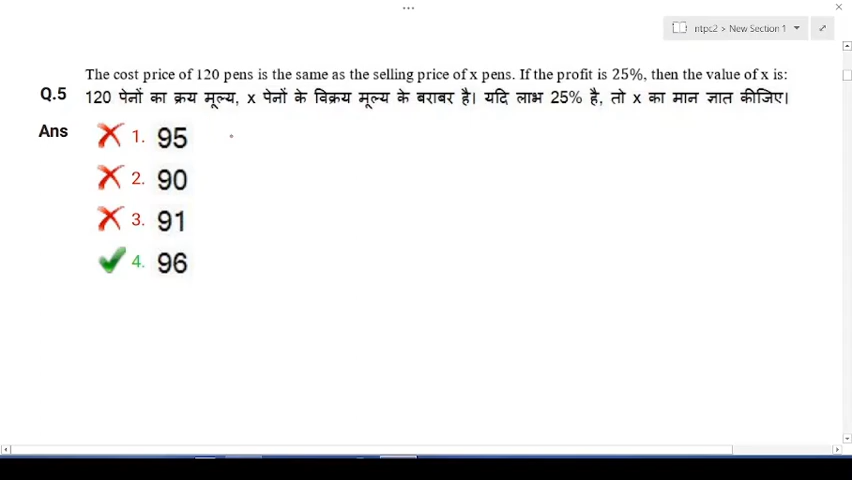 ntpc2 > New Section 1
The cost price of 120 pens is the same as the selling price of x pens. If the profit is 25%, then the value of x is:
Q.5
120 पेनों का क्रय मूल्य, x पेनों के विक्रय मूल्य के बराबर है। यदि लाभ 25% है, तो x का मान ज्ञात कीजिए।
Ans
1. 95
2. 90
3. 91
4. 96